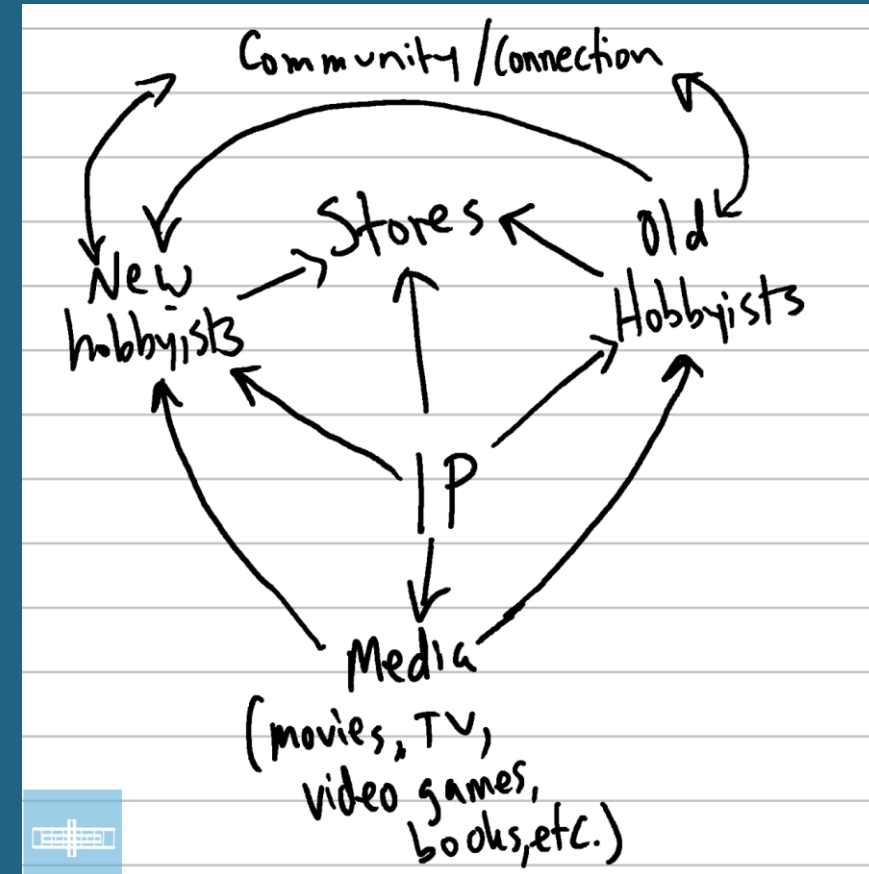 Community/Connection
Stores
Old
Hobbyists
New
hobbyists
IP
Media
(movies, TV,
video games,
books, etc.)